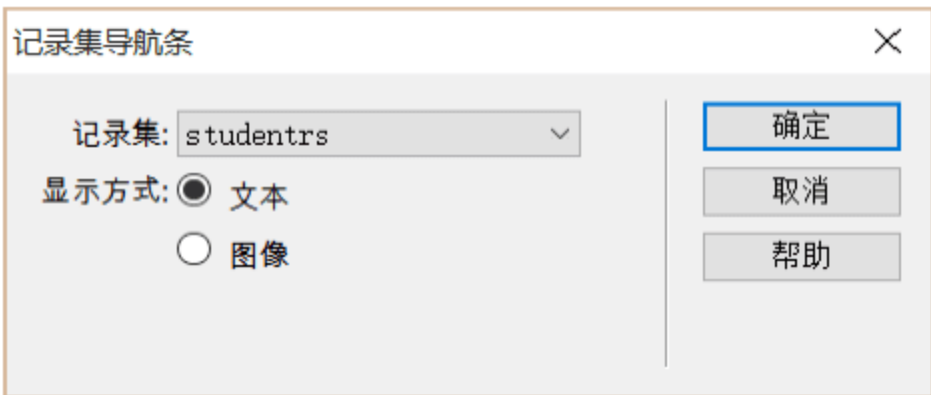 记录集导航条
记录集: studentrs
确定
显示方式: 文本
取消
图像
帮助